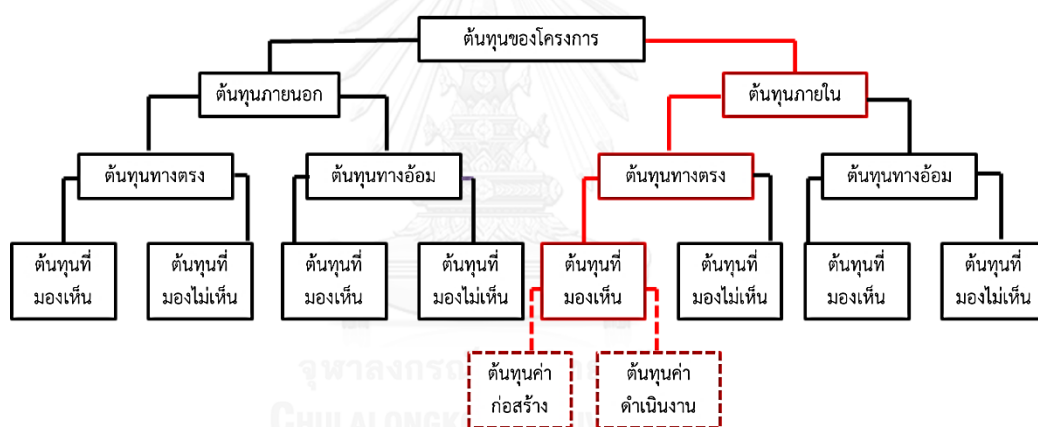 ต้นทุนของโครงการ
ต้นทุนภายนอก
ต้นทุนภายใน
ต้นทุนทางตรง
ต้นทุนทางอ้อม
ต้นทุนทางตรง
ต้นทุนทางอ้อม
ต้นทุนที่
มองเห็น
ต้นทุนที่
มองไม่เห็น
ต้นทุนที่
มองเห็น
ต้นทุนที่
มองไม่เห็น
ต้นทุนที่
มองเห็น
ต้นทุนที่
มองไม่เห็น
ต้นทุนที่
มองเห็น
ต้นทุนที่
มองไม่เห็น
ต้นทุนค่า
ก่อสร้าง
ต้นทุนค่า
ดำเนินงาน